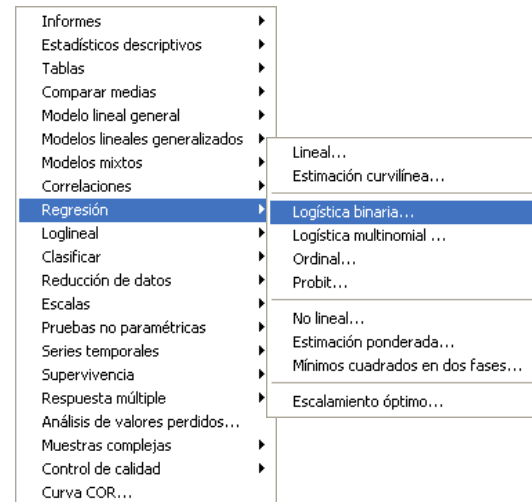 Informes
Estadísticos descriptivos
Tablas
Comparar medias
Modelo lineal general
Modelos lineales generalizados
Modelos mixtos
Correlaciones
Regresión
Loglineal
Clasificar
Reducción de datos
Escalas
Pruebas no paramétricas
Series temporales
Supervivencia
Respuesta múltiple
Análisis de valores perdidos...
Muestras complejas
Control de calidad
Curva COR...
Lineal...
Estimación curvilínea...
Logística binaria...
Logística multinomial ...
Ordinal...
Probit...
No lineal...
Estimación ponderada...
Mínimos cuadrados en dos fases...
Escalamiento óptimo...